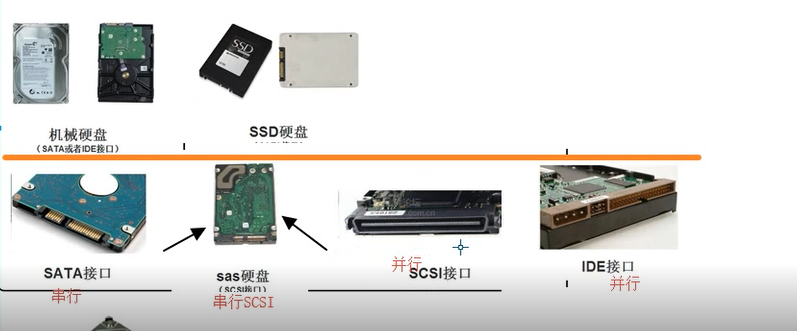 SSD
机械硬盘
(SATA或者IDE接口)
SSD硬盘
SATA接口
串行
sas硬盘
(SCSI接口)
串行SCSI
并行
SCSI接口
IDE接口
并行